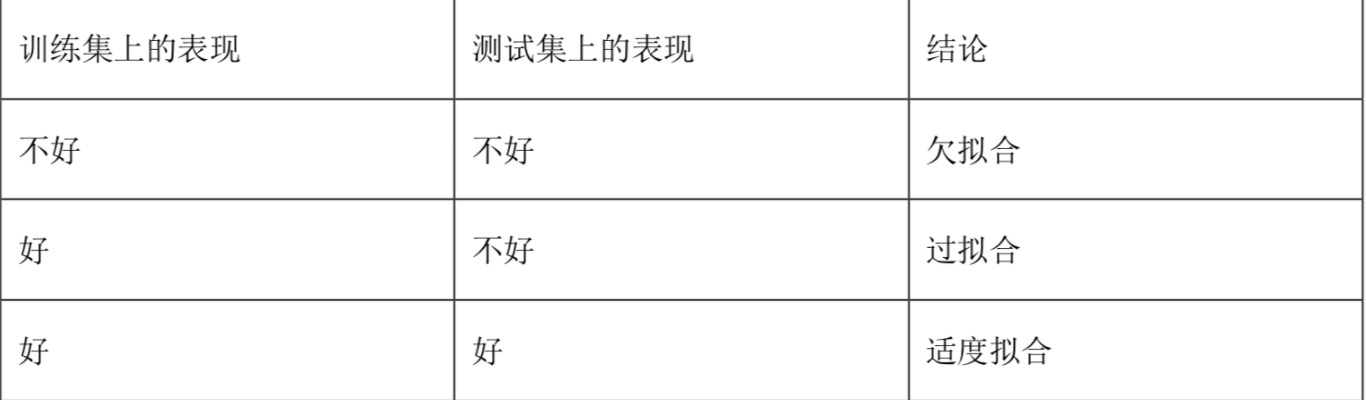 训练集上的表现 测试集上的表现 结论
不好 不好 欠拟合
好 不好 过拟合
好 好 适度拟合